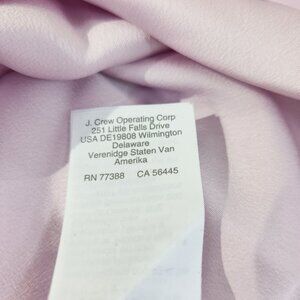 J. Crew Operating Corp
251 Little Falls Drive
USA DE19808 Wilmington
Delaware
Verenidge Staten Van
Amerika
RN 77388 CA 56445